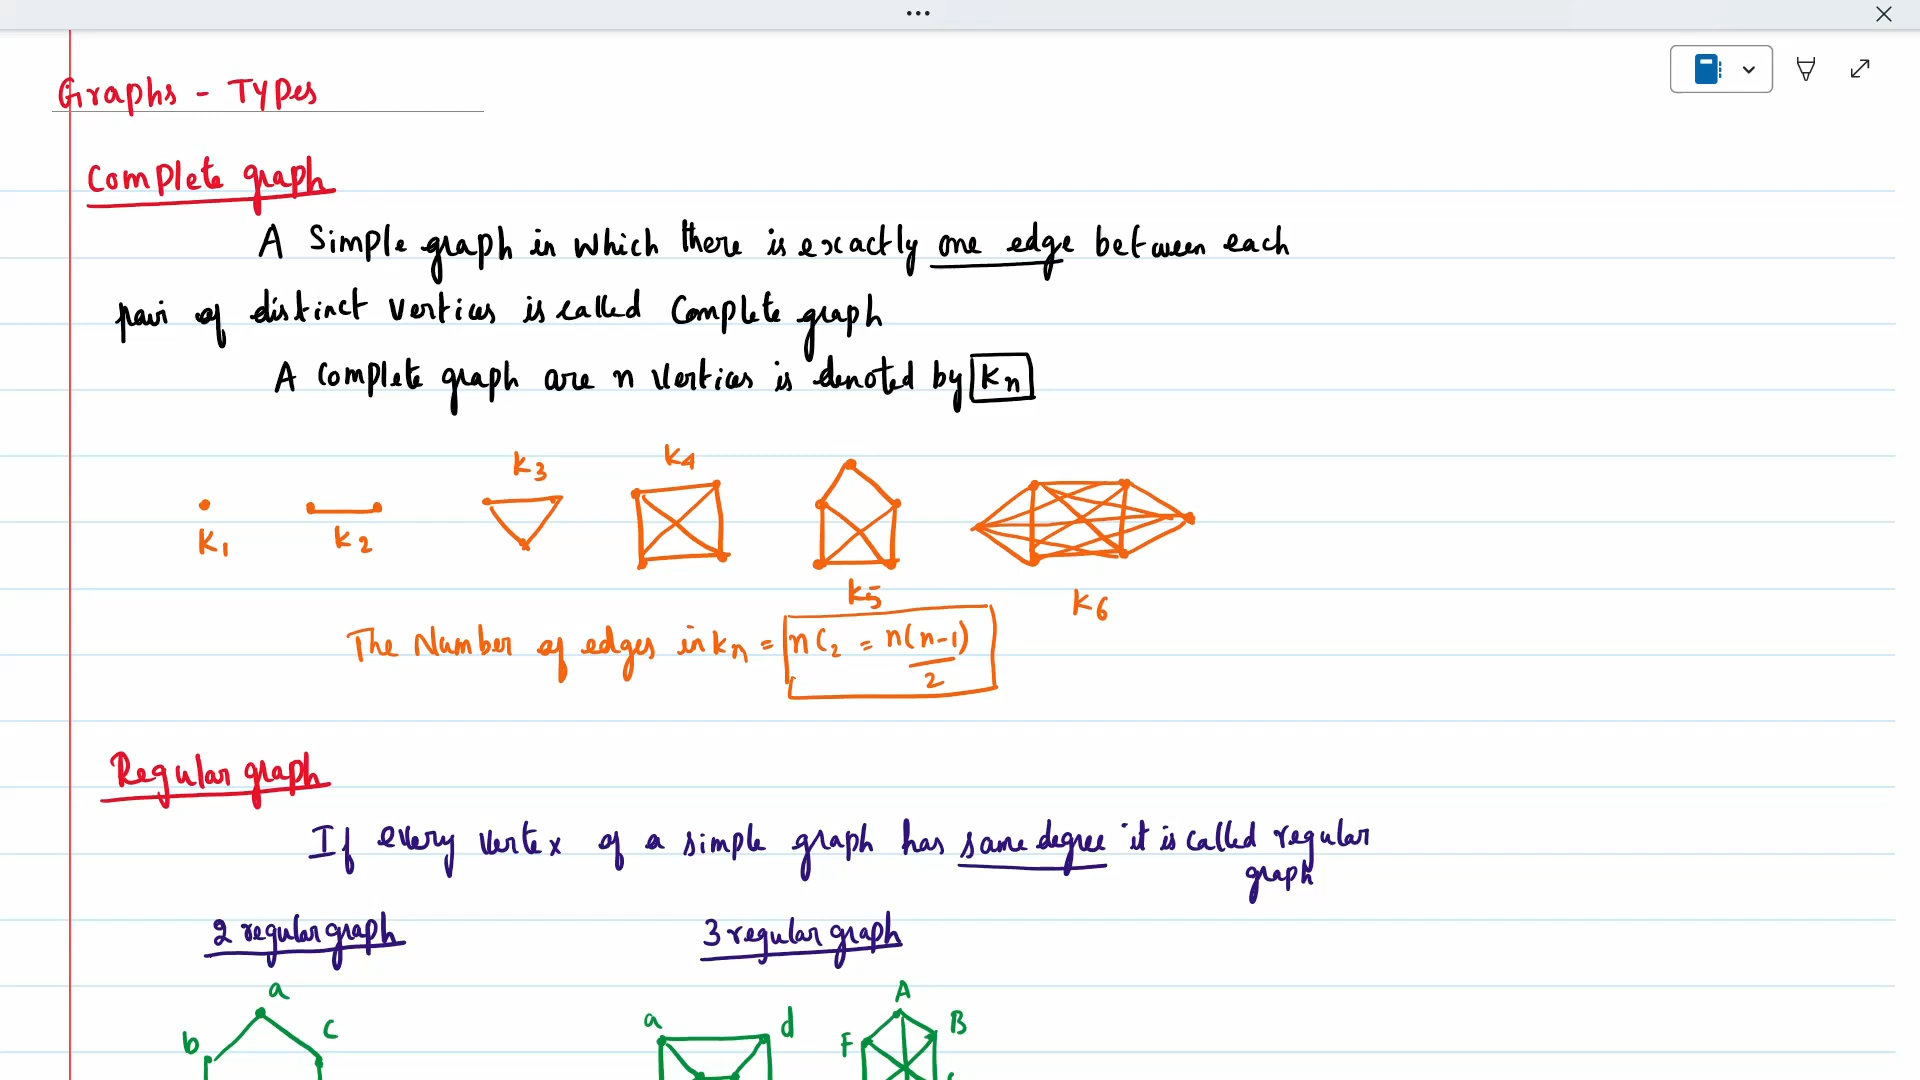 Graphs - Types
Complete graph
A Simple graph in which there is exactly one edge between each
pair of distinct vertices is called Complete graph
A complete graph are n vertices is denoted by Kn
K3 K4
K1 K2 K5 K6
The Number of edges in Kn = nC2 = n(n-1)/2
Regular graph
If every vertex of a simple graph has same degree it is called regular
graph
2 regular graph 3 regular graph
a A
b c a d F B